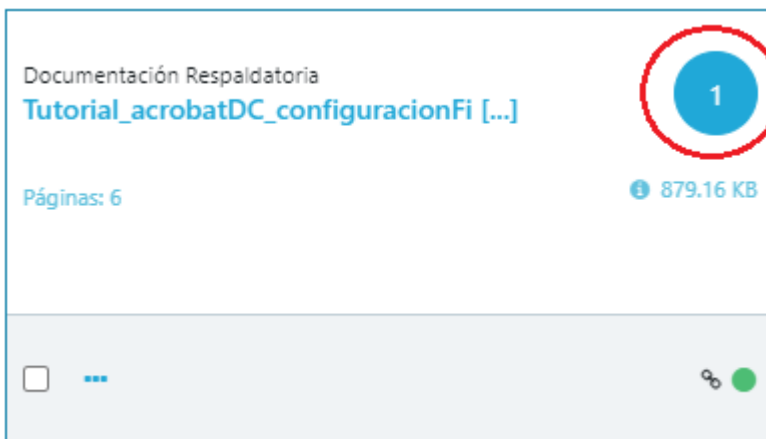 Documentación Respaldatoria
Tutorial_acrobatDC_configuracionFi [...]
1
Páginas: 6
879.16 KB